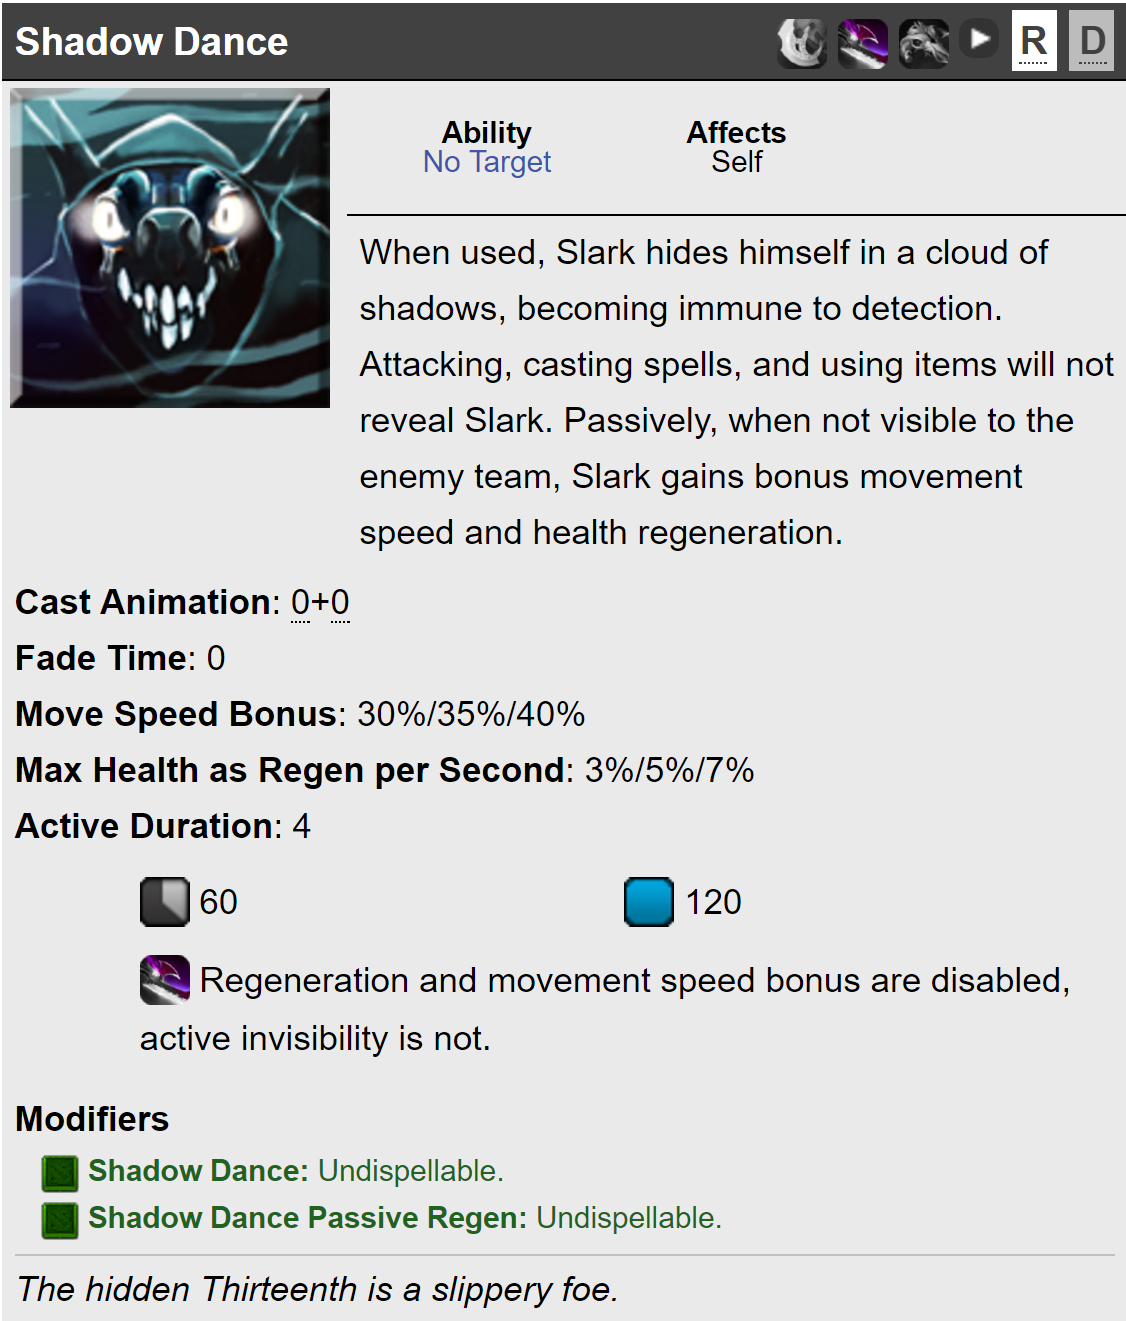 Shadow Dance
R
D
Ability
No Target
Affects
Self
When used, Slark hides himself in a cloud of
shadows, becoming immune to detection.
Attacking, casting spells, and using items will not
reveal Slark. Passively, when not visible to the
enemy team, Slark gains bonus movement
speed and health regeneration.
Cast Animation: 0+0
Fade Time: 0
Move Speed Bonus: 30%/35%/40%
Max Health as Regen per Second: 3%/5%/7%
Active Duration: 4
60
120
Regeneration and movement speed bonus are disabled,
active invisibility is not.
Modifiers
Shadow Dance: Undispellable.
Shadow Dance Passive Regen: Undispellable.
The hidden Thirteenth is a slippery foe.